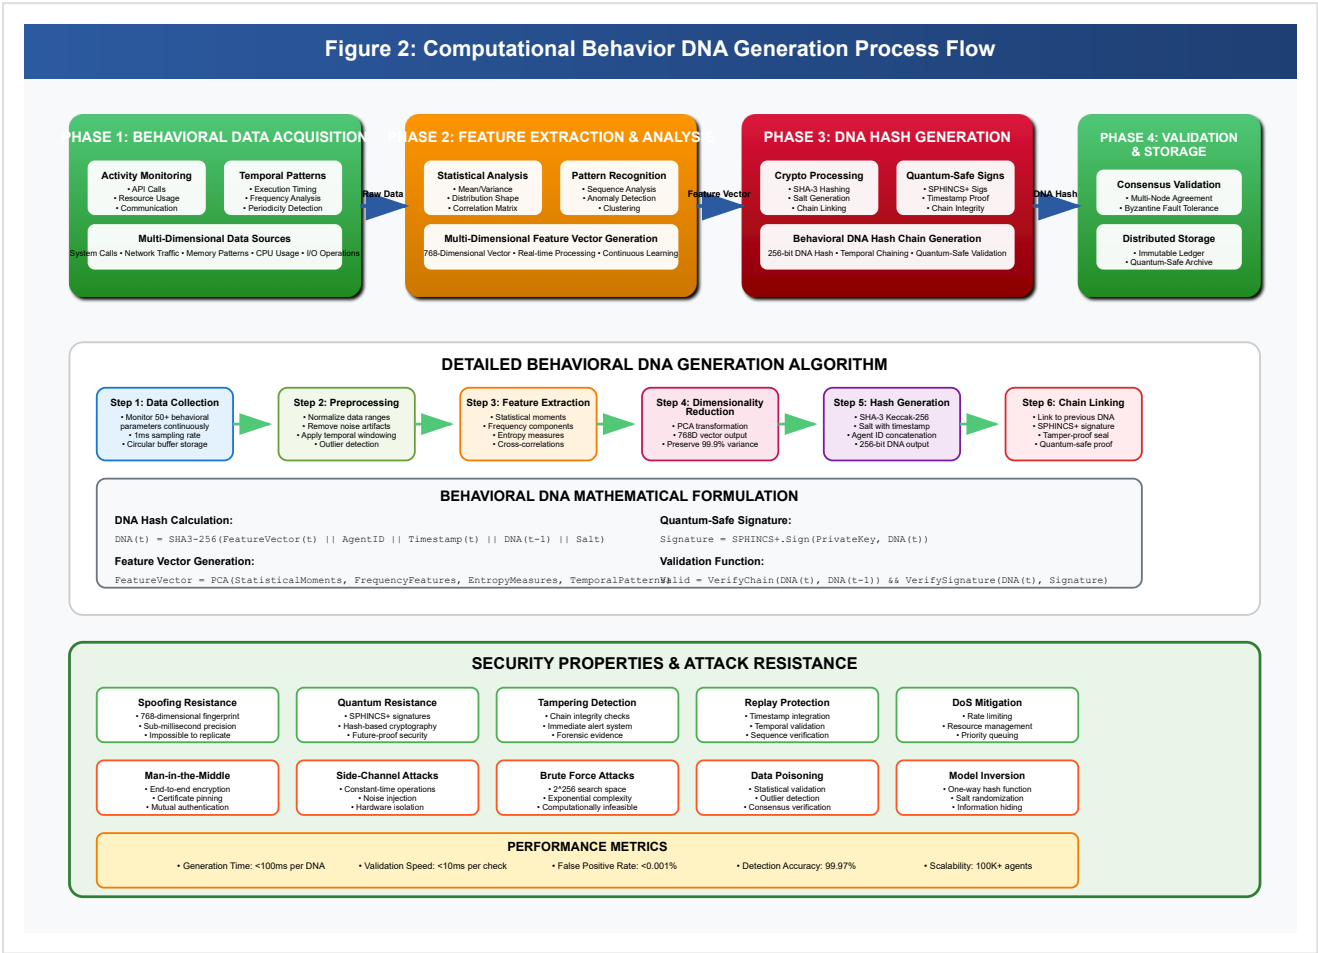 Figure 2: Computational Behavior DNA Generation Process Flow
PHASE 1: BEHAVIORAL DATA ACQUISITION
Activity Monitoring
• API Calls
• Resource Usage
• Communication
Temporal Patterns
• Execution Timing
• Frequency Analysis
• Periodicity Detection
Multi-Dimensional Data Sources
System Calls • Network Traffic • Memory Patterns • CPU Usage • I/O Operations
Raw Data
PHASE 2: FEATURE EXTRACTION & ANALYSIS
Statistical Analysis
• Mean/Variance
• Distribution Shape
• Correlation Matrix
Pattern Recognition
• Sequence Analysis
• Anomaly Detection
• Clustering
Multi-Dimensional Feature Vector Generation
768-Dimensional Vector • Real-time Processing • Continuous Learning
Feature Vector
PHASE 3: DNA HASH GENERATION
Crypto Processing
• SHA-3 Hashing
• Salt Generation
• Chain Linking
Quantum-Safe Signs
• SPHINCS+ Sigs
• Timestamp Proof
• Chain Integrity
Behavioral DNA Hash Chain Generation
256-bit DNA Hash • Temporal Chaining • Quantum-Safe Validation
DNA Hash
PHASE 4: VALIDATION
& STORAGE
Consensus Validation
• Multi-Node Agreement
• Byzantine Fault Tolerance
Distributed Storage
• Immutable Ledger
• Quantum-Safe Archive
DETAILED BEHAVIORAL DNA GENERATION ALGORITHM
Step 1: Data Collection
• Monitor 50+ behavioral
parameters continuously
• 1ms sampling rate
• Circular buffer storage
Step 2: Preprocessing
• Normalize data ranges
• Remove noise artifacts
• Apply temporal windowing
• Outlier detection
Step 3: Feature Extraction
• Statistical moments
• Frequency components
• Entropy measures
• Cross-correlations
Step 4: Dimensionality
Reduction
• PCA transformation
• 768D vector output
• Preserve 99.9% variance
Step 5: Hash Generation
• SHA-3 Keccak-256
• Salt with timestamp
• Agent ID concatenation
• 256-bit DNA output
Step 6: Chain Linking
• Link to previous DNA
• SPHINCS+ signature
• Tamper-proof seal
• Quantum-safe proof
BEHAVIORAL DNA MATHEMATICAL FORMULATION
DNA Hash Calculation:
DNA(t) = SHA3-256(FeatureVector(t) || AgentID || Timestamp(t) || DNA(t-1) || Salt)
Feature Vector Generation:
FeatureVector = PCA(StatisticalMoments, FrequencyFeatures, EntropyMeasures, TemporalPatterns)
Quantum-Safe Signature:
Signature = SPHINCS+.Sign(PrivateKey, DNA(t))
Validation Function:
Valid = VerifyChain(DNA(t), DNA(t-1)) && VerifySignature(DNA(t), Signature)
SECURITY PROPERTIES & ATTACK RESISTANCE
Spoofing Resistance
• 768-dimensional fingerprint
• Sub-millisecond precision
• Impossible to replicate
Quantum Resistance
• SPHINCS+ signatures
• Hash-based cryptography
• Future-proof security
Tampering Detection
• Chain integrity checks
• Immediate alert system
• Forensic evidence
Replay Protection
• Timestamp integration
• Temporal validation
• Sequence verification
DoS Mitigation
• Rate limiting
• Resource management
• Priority queuing
Man-in-the-Middle
• End-to-end encryption
• Certificate pinning
• Mutual authentication
Side-Channel Attacks
• Constant-time operations
• Noise injection
• Hardware isolation
Brute Force Attacks
• 2^256 search space
• Exponential complexity
• Computationally infeasible
Data Poisoning
• Statistical validation
• Outlier detection
• Consensus verification
Model Inversion
• One-way hash function
• Salt randomization
• Information hiding
PERFORMANCE METRICS
• Generation Time: <100ms per DNA • Validation Speed: <10ms per check • False Positive Rate: <0.001% • Detection Accuracy: 99.97% • Scalability: 100K+ agents